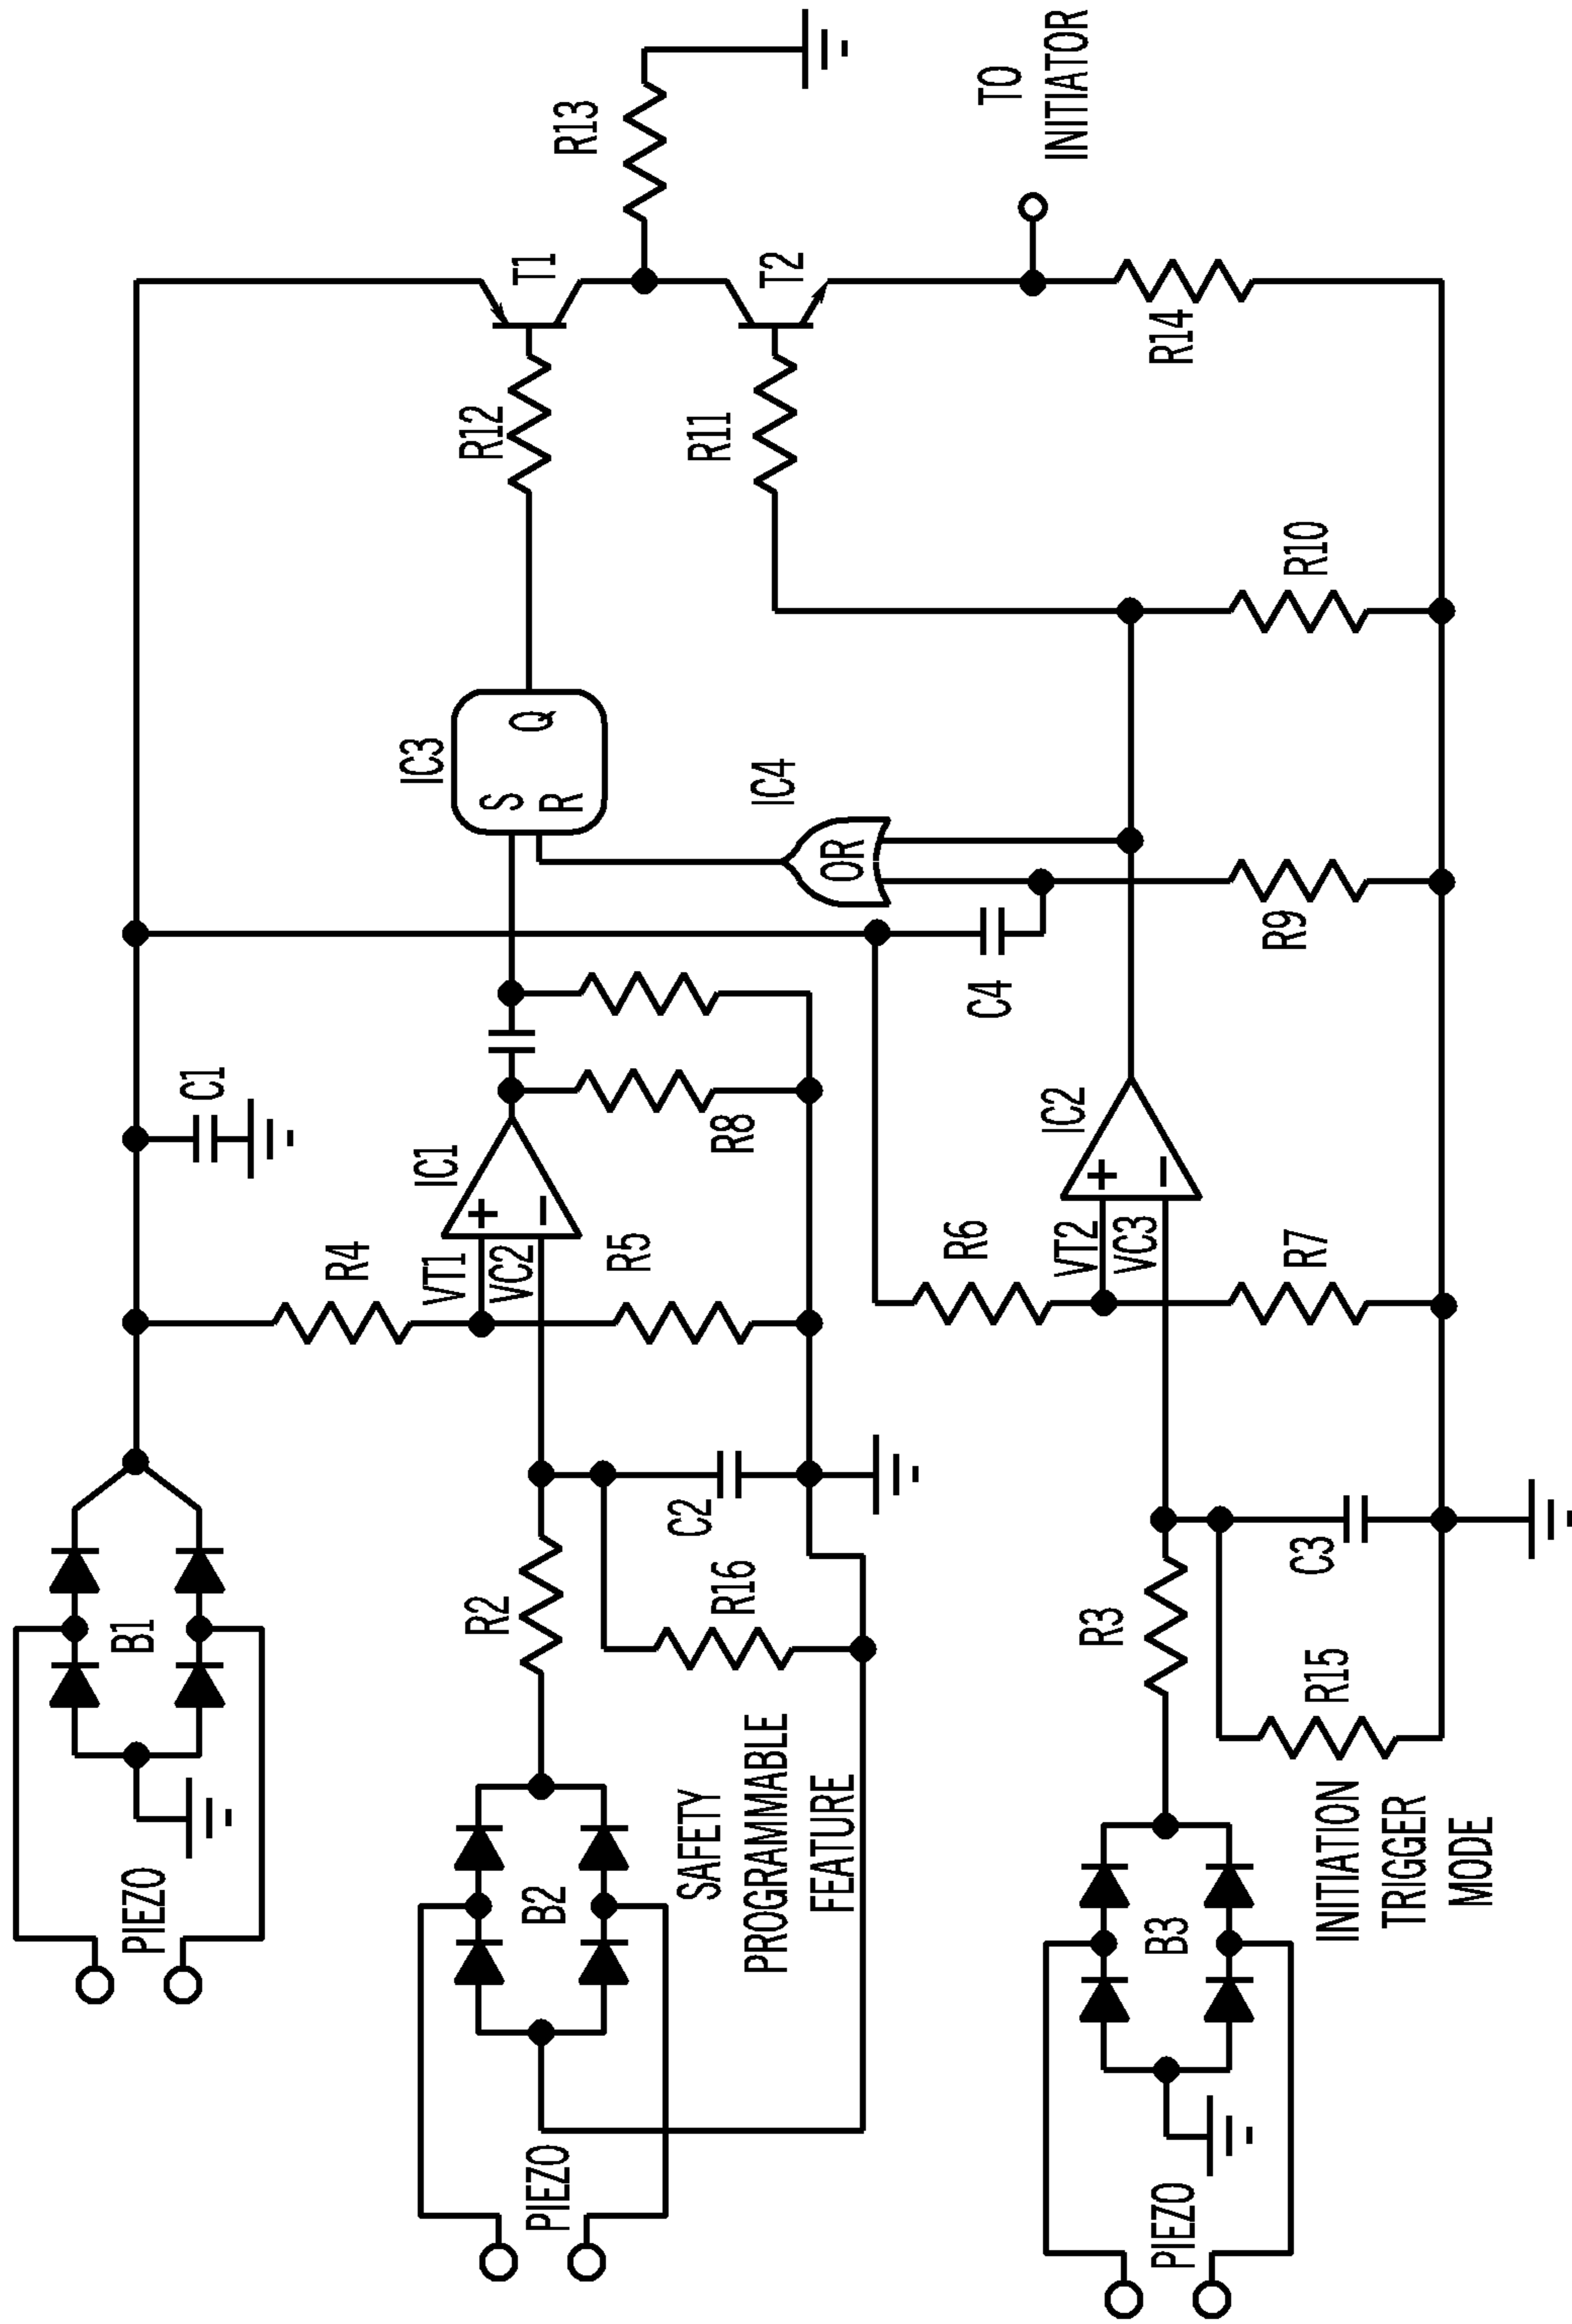 PIEZO
B1
C1
R4
VT1
VC2
IC1
+
−
R5
R8
IC3
S
R
Q
R12
T1
R13
PIEZO
B2
R2
C2
R16
SAFETY
PROGRAMMABLE
FEATURE
IC4
OR
R11
T2
TO
INITIATOR
C4
R6
VT2
VC3
IC2
+
−
R7
R9
R10
R14
PIEZO
B3
R3
C3
R15
INITIATION
TRIGGER
MODE